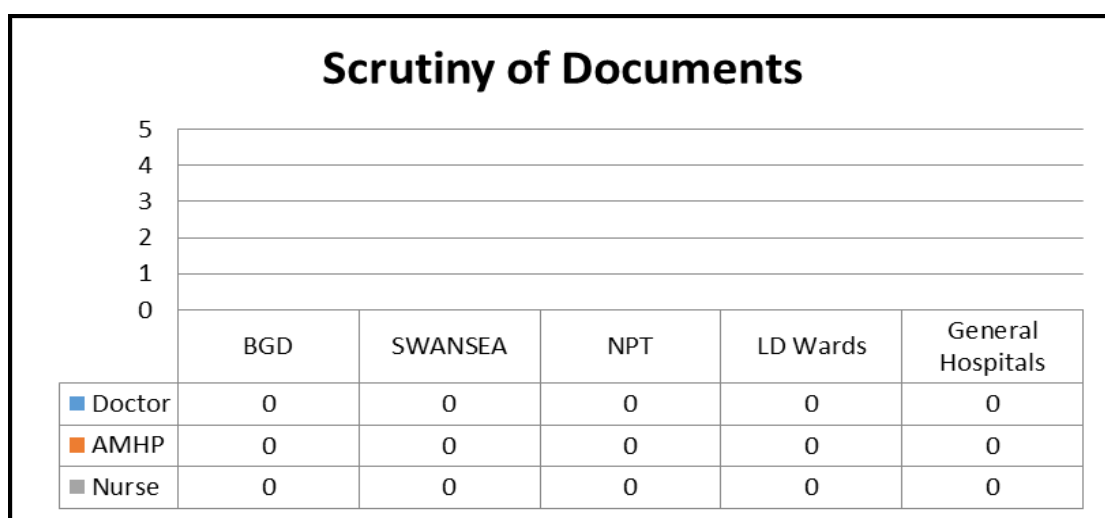 Scrutiny of Documents
5
4
3
2
1
0
BGD SWANSEA NPT LD Wards General Hospitals
Doctor 0 0 0 0 0
AMHP 0 0 0 0 0
Nurse 0 0 0 0 0